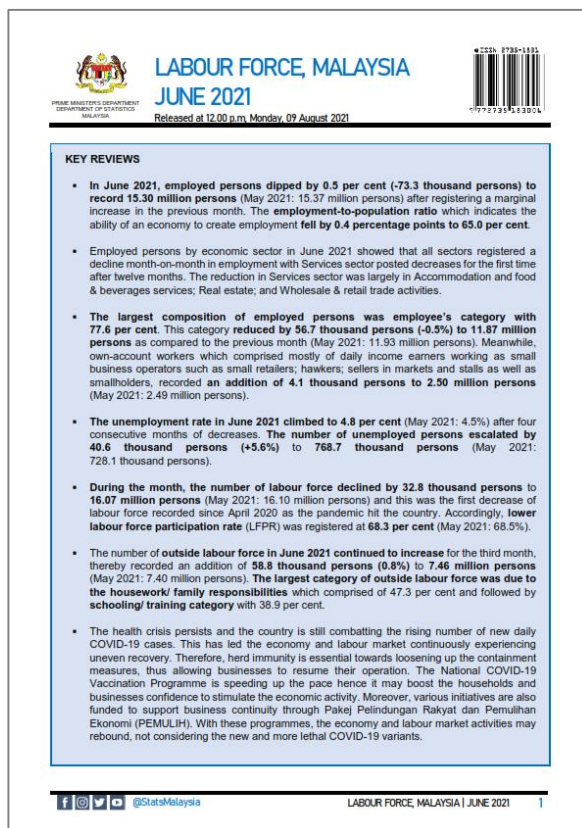 PRIME MINISTER'S DEPARTMENT
DEPARTMENT OF STATISTICS
MALAYSIA
LABOUR FORCE, MALAYSIA
JUNE 2021
Released at 12.00 p.m, Monday, 09 August 2021
KEY REVIEWS
▪ In June 2021, employed persons dipped by 0.5 per cent (-73.3 thousand persons) to
record 15.30 million persons (May 2021: 15.37 million persons) after registering a marginal
increase in the previous month. The employment-to-population ratio which indicates the
ability of an economy to create employment fell by 0.4 percentage points to 65.0 per cent.
▪ Employed persons by economic sector in June 2021 showed that all sectors registered a
decline month-on-month in employment with Services sector posted decreases for the first time
after twelve months. The reduction in Services sector was largely in Accommodation and food
& beverages services; Real estate; and Wholesale & retail trade activities.
▪ The largest composition of employed persons was employee's category with
77.6 per cent. This category reduced by 56.7 thousand persons (-0.5%) to 11.87 million
persons as compared to the previous month (May 2021: 11.93 million persons). Meanwhile,
own-account workers which comprised mostly of daily income earners working as small
business operators such as small retailers; hawkers; sellers in markets and stalls as well as
smallholders, recorded an addition of 4.1 thousand persons to 2.50 million persons
(May 2021: 2.49 million persons).
▪ The unemployment rate in June 2021 climbed to 4.8 per cent (May 2021: 4.5%) after four
consecutive months of decreases. The number of unemployed persons escalated by
40.6 thousand persons (+5.6%) to 768.7 thousand persons (May 2021:
728.1 thousand persons).
▪ During the month, the number of labour force declined by 32.8 thousand persons to
16.07 million persons (May 2021: 16.10 million persons) and this was the first decrease of
labour force recorded since April 2020 as the pandemic hit the country. Accordingly, lower
labour force participation rate (LFPR) was registered at 68.3 per cent (May 2021: 68.5%).
▪ The number of outside labour force in June 2021 continued to increase for the third month,
thereby recorded an addition of 58.8 thousand persons (0.8%) to 7.46 million persons
(May 2021: 7.40 million persons). The largest category of outside labour force was due to
the housework/ family responsibilities which comprised of 47.3 per cent and followed by
schooling/ training category with 38.9 per cent.
▪ The health crisis persists and the country is still combatting the rising number of new daily
COVID-19 cases. This has led the economy and labour market continuously experiencing
uneven recovery. Therefore, herd immunity is essential towards loosening up the containment
measures, thus allowing businesses to resume their operation. The National COVID-19
Vaccination Programme is speeding up the pace hence it may boost the households and
businesses confidence to stimulate the economic activity. Moreover, various initiatives are also
funded to support business continuity through Pakej Pelindungan Rakyat dan Pemulihan
Ekonomi (PEMULIH). With these programmes, the economy and labour market activities may
rebound, not considering the new and more lethal COVID-19 variants.
@StatsMalaysia
LABOUR FORCE, MALAYSIA | JUNE 2021 1